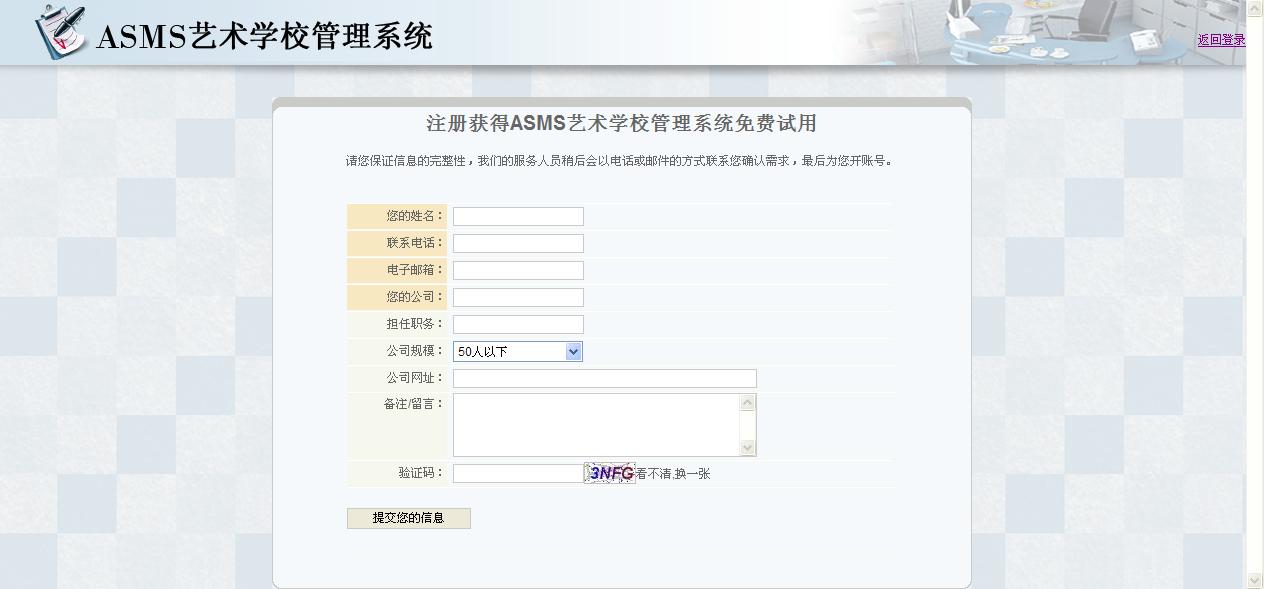 ASMS艺术学校管理系统
返回登录
注册获得ASMS艺术学校管理系统免费试用
请您保证信息的完整性，我们的服务人员稍后会以电话或邮件的方式联系您确认需求，最后为您开账号。
您的姓名：
联系电话：
电子邮箱：
您的公司：
担任职务：
公司规模： 50人以下
公司网址：
备注/留言：
验证码： 3NFG看不清,换一张
提交您的信息